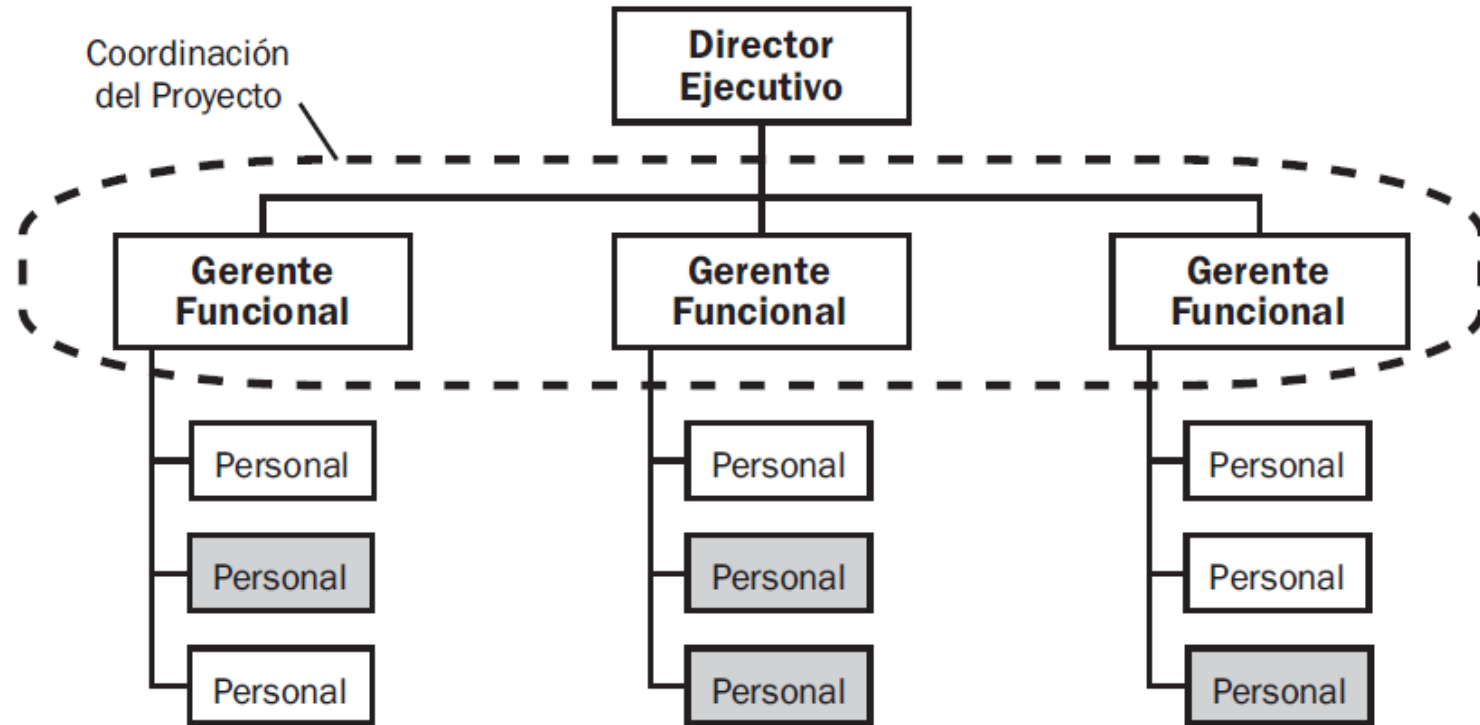 Coordinación
del Proyecto
Director
Ejecutivo
Gerente
Funcional
Gerente
Funcional
Gerente
Funcional
Personal
Personal
Personal
Personal
Personal
Personal
Personal
Personal
Personal